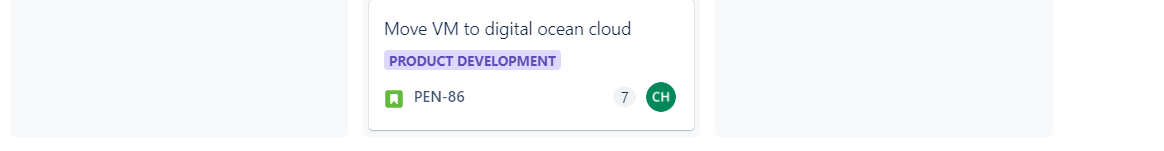 Move VM to digital ocean cloud
PRODUCT DEVELOPMENT
PEN-86 7 CH